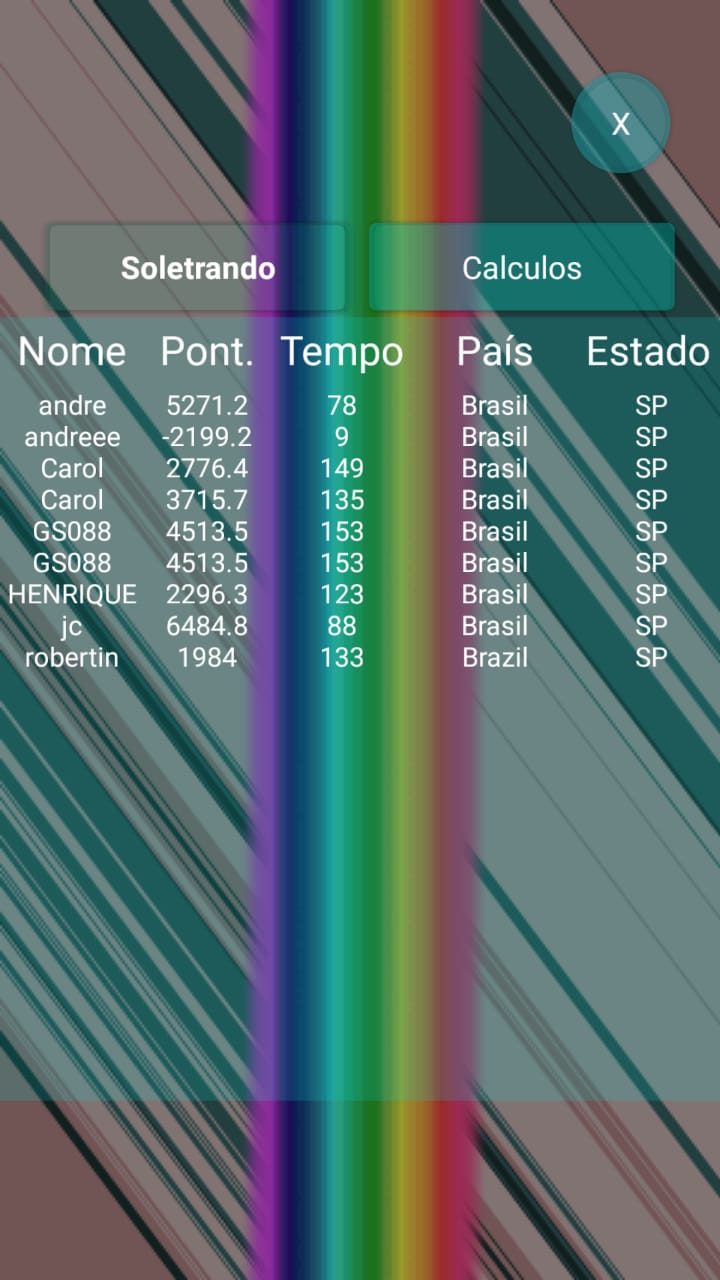 X
Soletrando Calculos
Nome Pont. Tempo País Estado
andre 5271.2 78 Brasil SP
andreee -2199.2 9 Brasil SP
Carol 2776.4 149 Brasil SP
Carol 3715.7 135 Brasil SP
GS088 4513.5 153 Brasil SP
GS088 4513.5 153 Brasil SP
HENRIQUE 2296.3 123 Brasil SP
jc 6484.8 88 Brasil SP
robertin 1984 133 Brazil SP